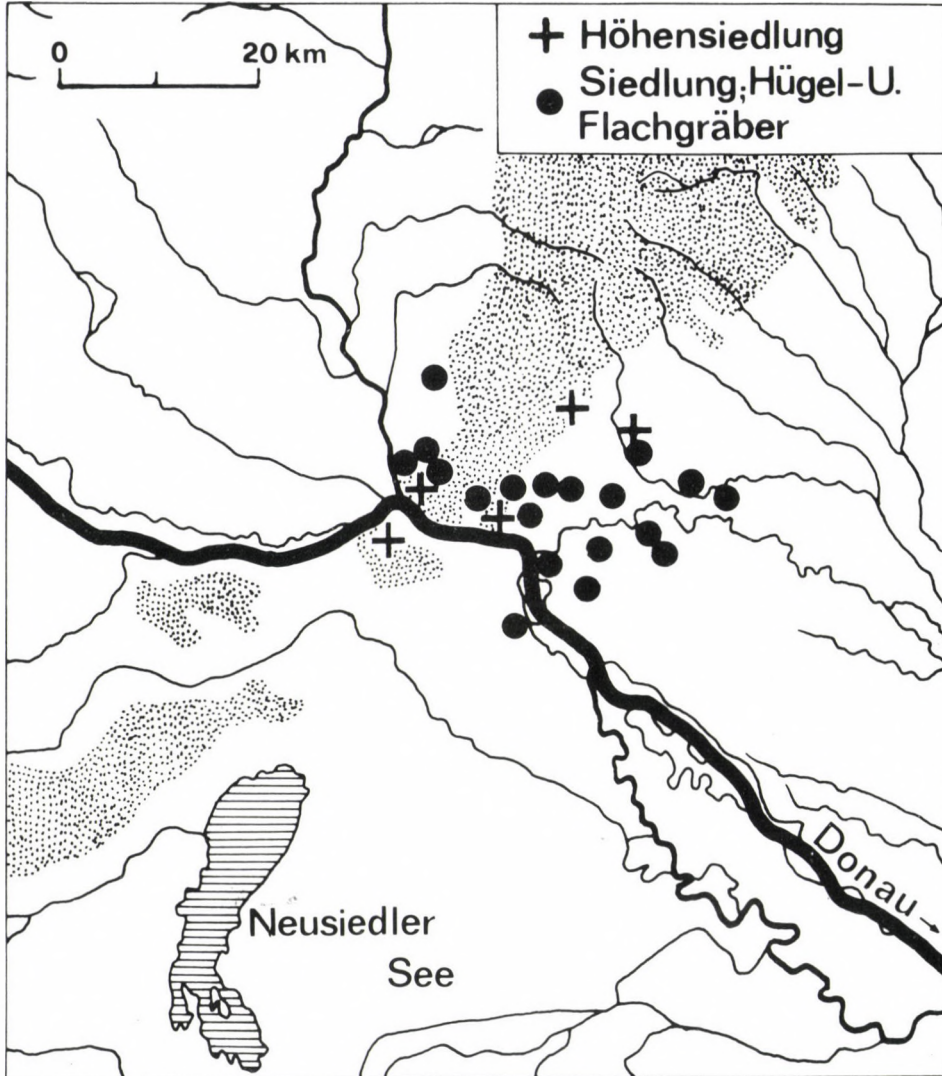 0 20 km
+ Höhensiedlung
● Siedlung;Hügel-U.
Flachgräber
Donau →
Neusiedler
See